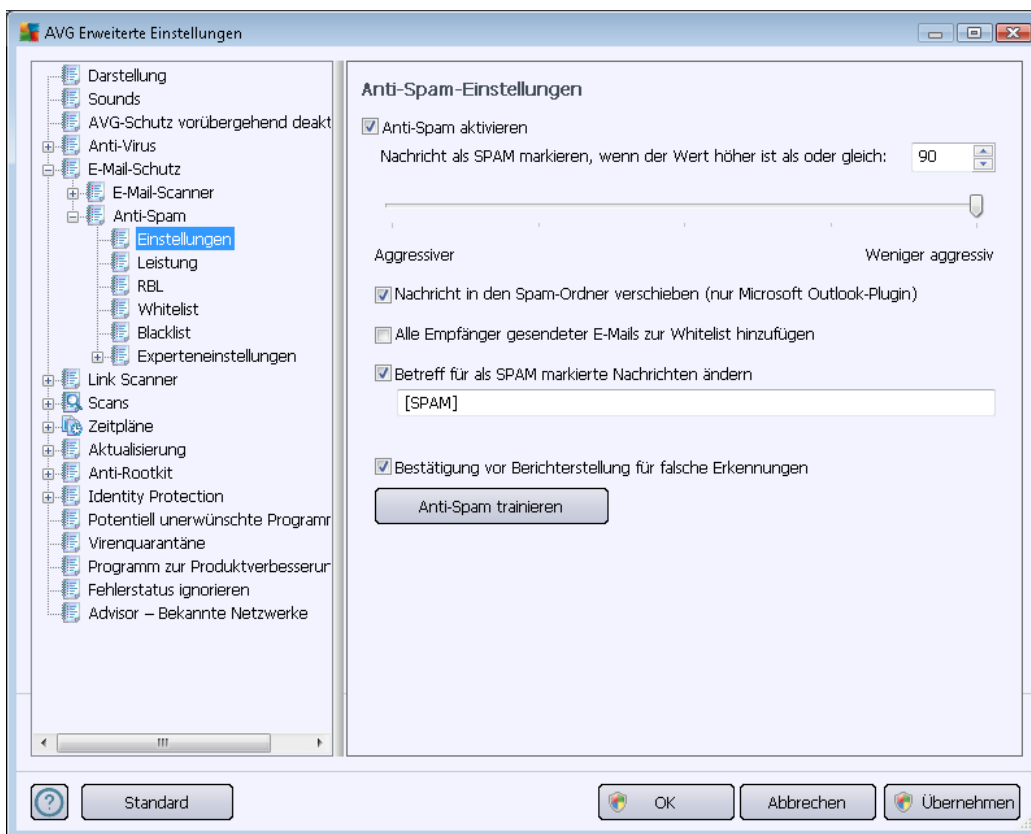 AVG Erweiterte Einstellungen
Darstellung
Sounds
AVG-Schutz vorübergehend deakt
Anti-Virus
E-Mail-Schutz
E-Mail-Scanner
Anti-Spam
Einstellungen
Leistung
RBL
Whitelist
Blacklist
Experteneinstellungen
Link Scanner
Scans
Zeitpläne
Aktualisierung
Anti-Rootkit
Identity Protection
Potentiell unerwünschte Programm
Virenquarantäne
Programm zur Produktverbesserun
Fehlerstatus ignorieren
Advisor – Bekannte Netzwerke
Anti-Spam-Einstellungen
Anti-Spam aktivieren
Nachricht als SPAM markieren, wenn der Wert höher ist als oder gleich: 90
Aggressiver Weniger aggressiv
Nachricht in den Spam-Ordner verschieben (nur Microsoft Outlook-Plugin)
Alle Empfänger gesendeter E-Mails zur Whitelist hinzufügen
Betreff für als SPAM markierte Nachrichten ändern
[SPAM]
Bestätigung vor Berichterstellung für falsche Erkennungen
Anti-Spam trainieren
? Standard OK Abbrechen Übernehmen